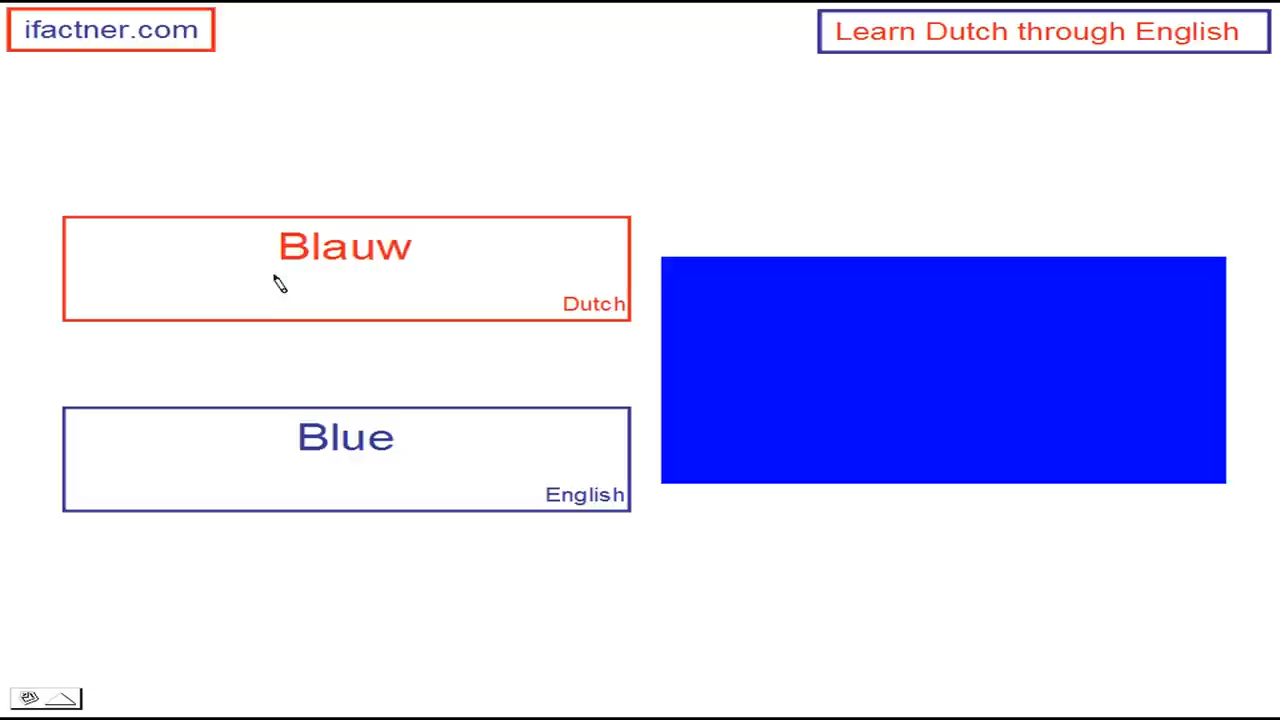 ifactner.com
Learn Dutch through English
Blauw
Dutch
Blue
English